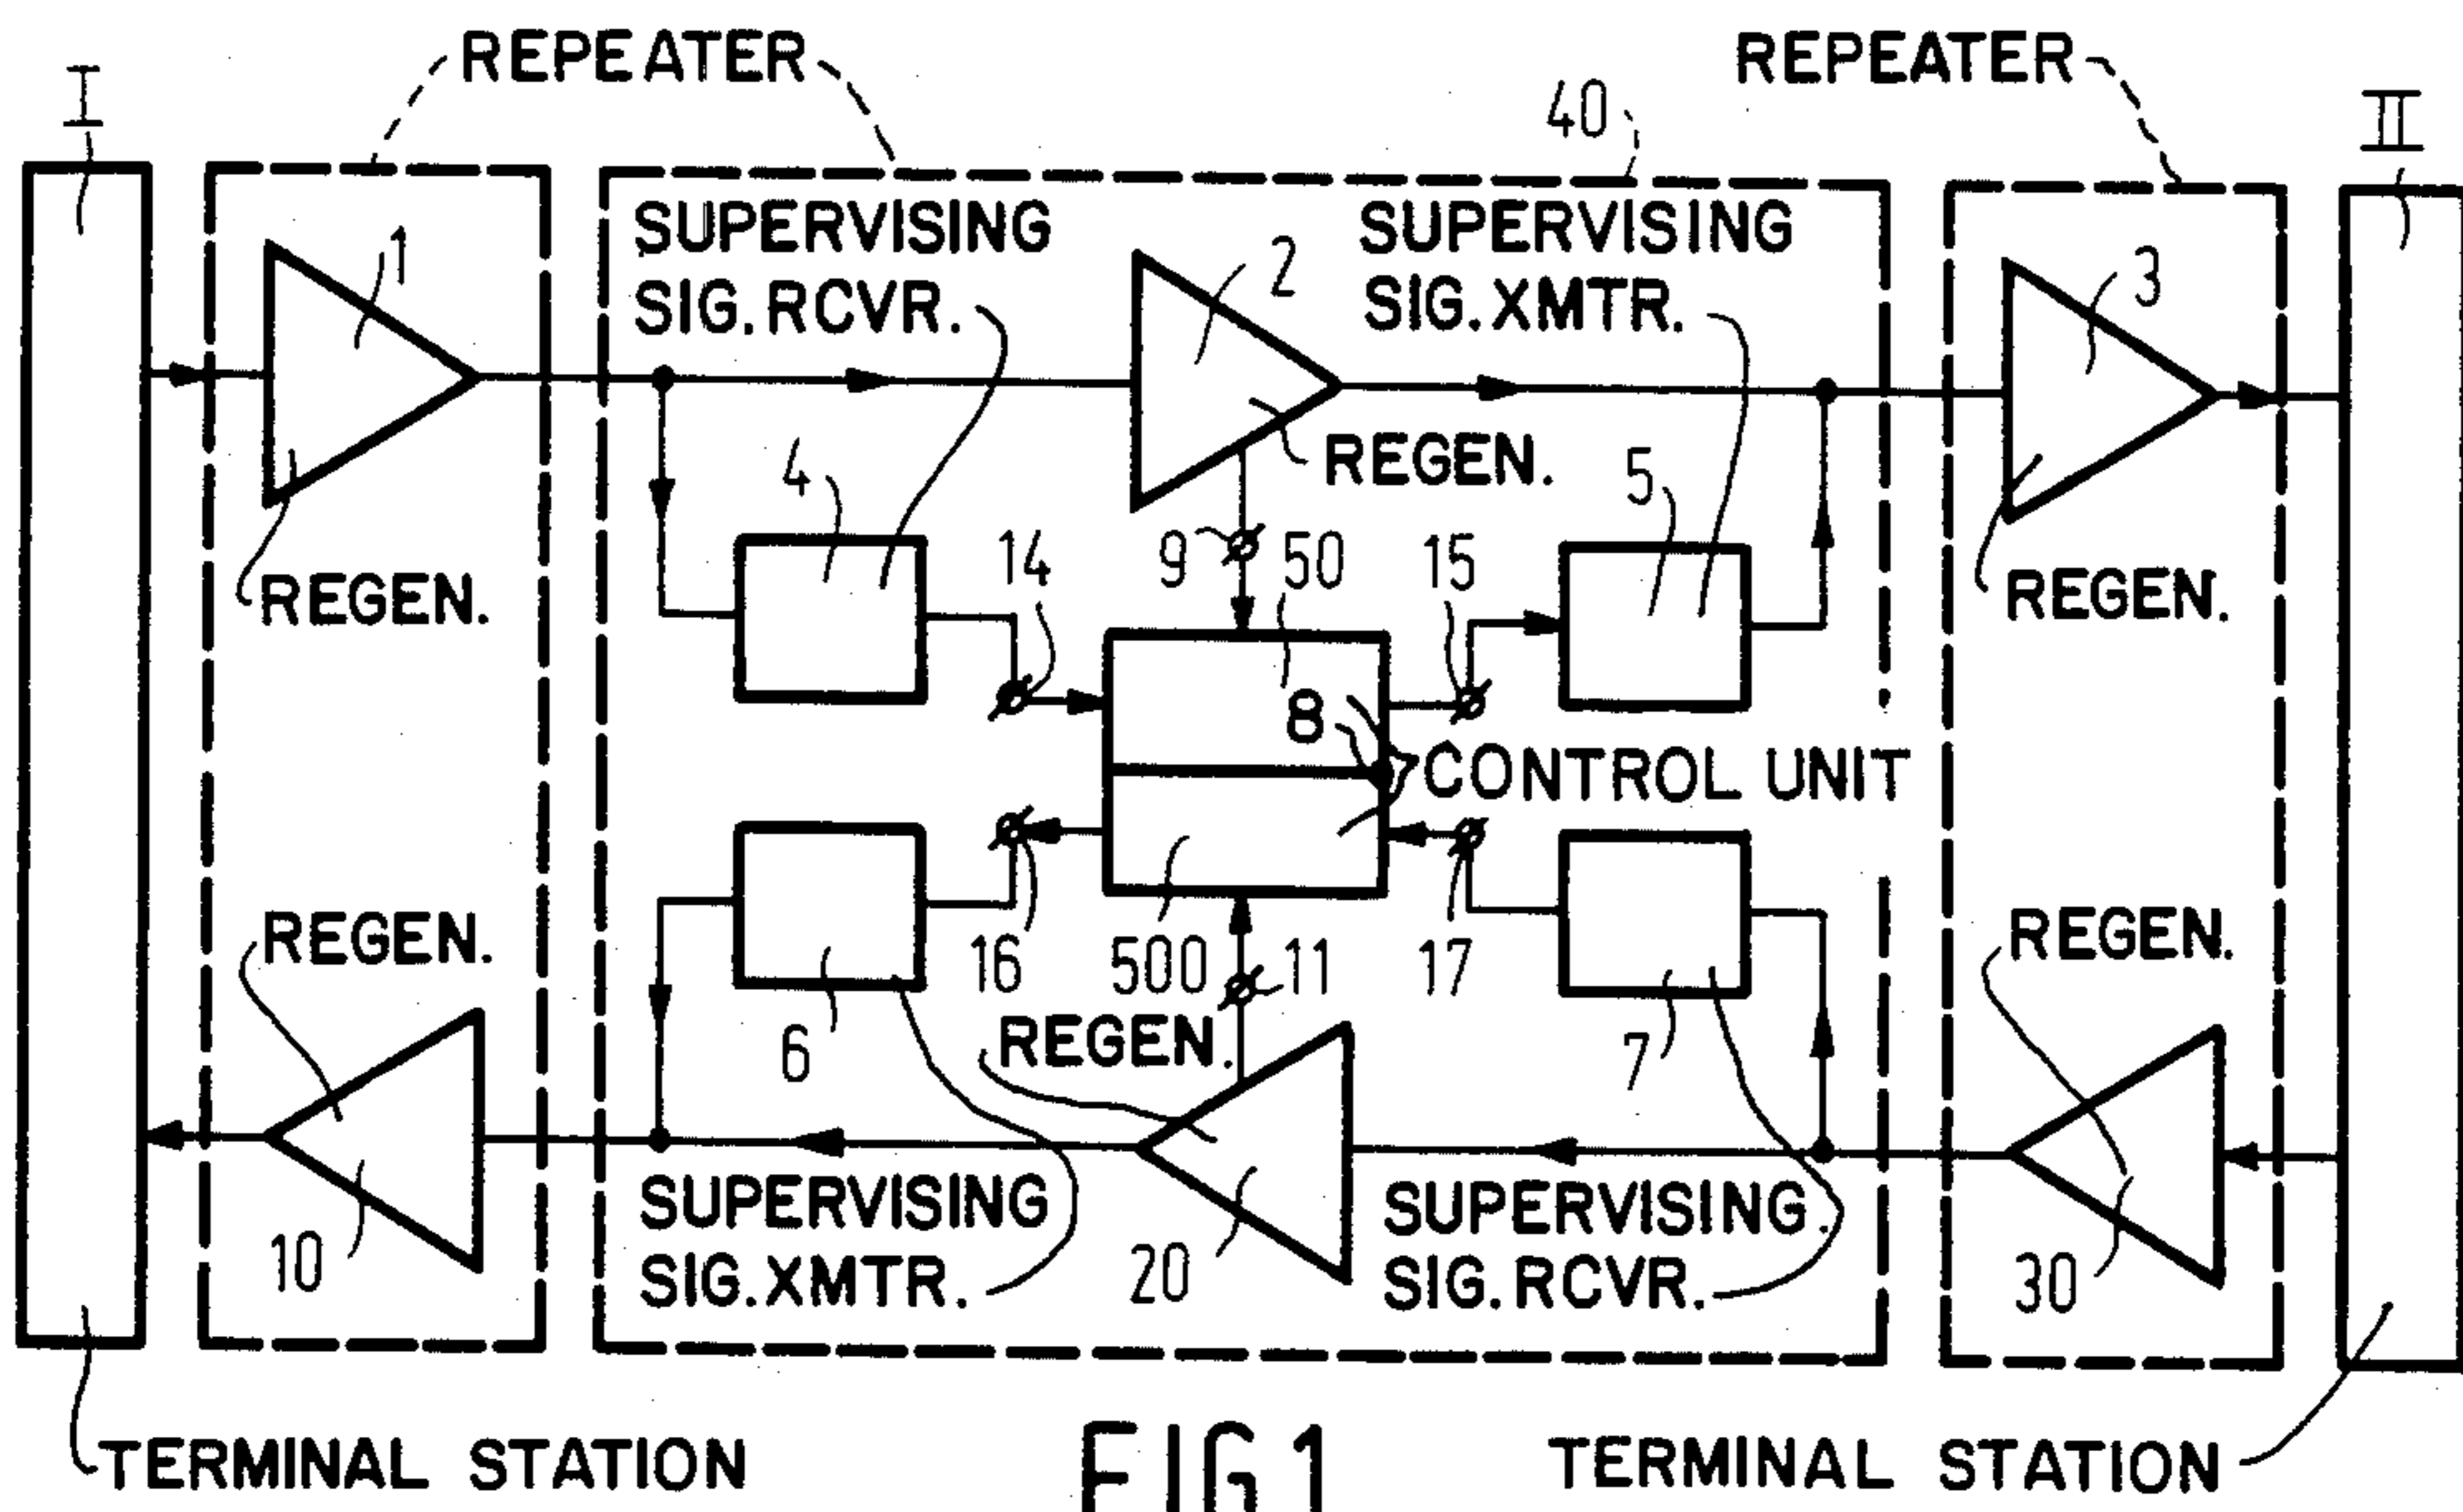 REPEATER
REPEATER
I
40
II
SUPERVISING
SIG. RCVR.
SUPERVISING
SIG. XMTR.
1
2
3
REGEN.
4
5
14
9
50
15
REGEN.
REGEN.
8
CONTROL UNIT
REGEN.
REGEN.
16
500
11
17
6
REGEN.
7
SUPERVISING
SIG. XMTR.
SUPERVISING
SIG. RCVR.
10
20
30
TERMINAL STATION
FIG 1
TERMINAL STATION